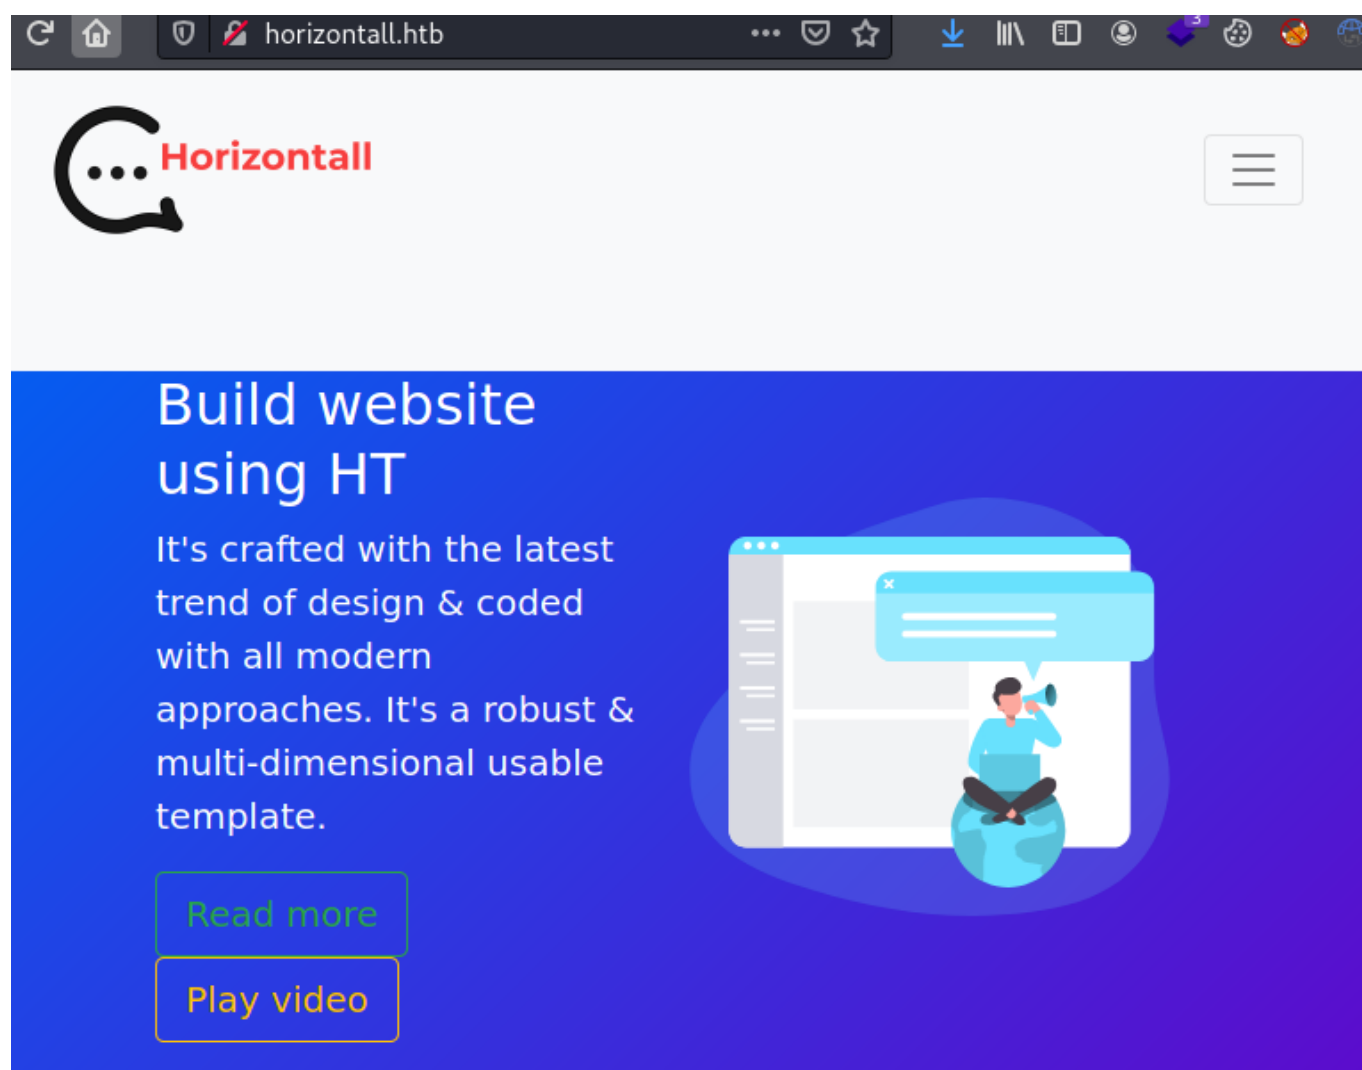 horizontall.htb
3
Horizontall
Build website
using HT
It's crafted with the latest
trend of design & coded
with all modern
approaches. It's a robust &
multi-dimensional usable
template.
Read more
Play video